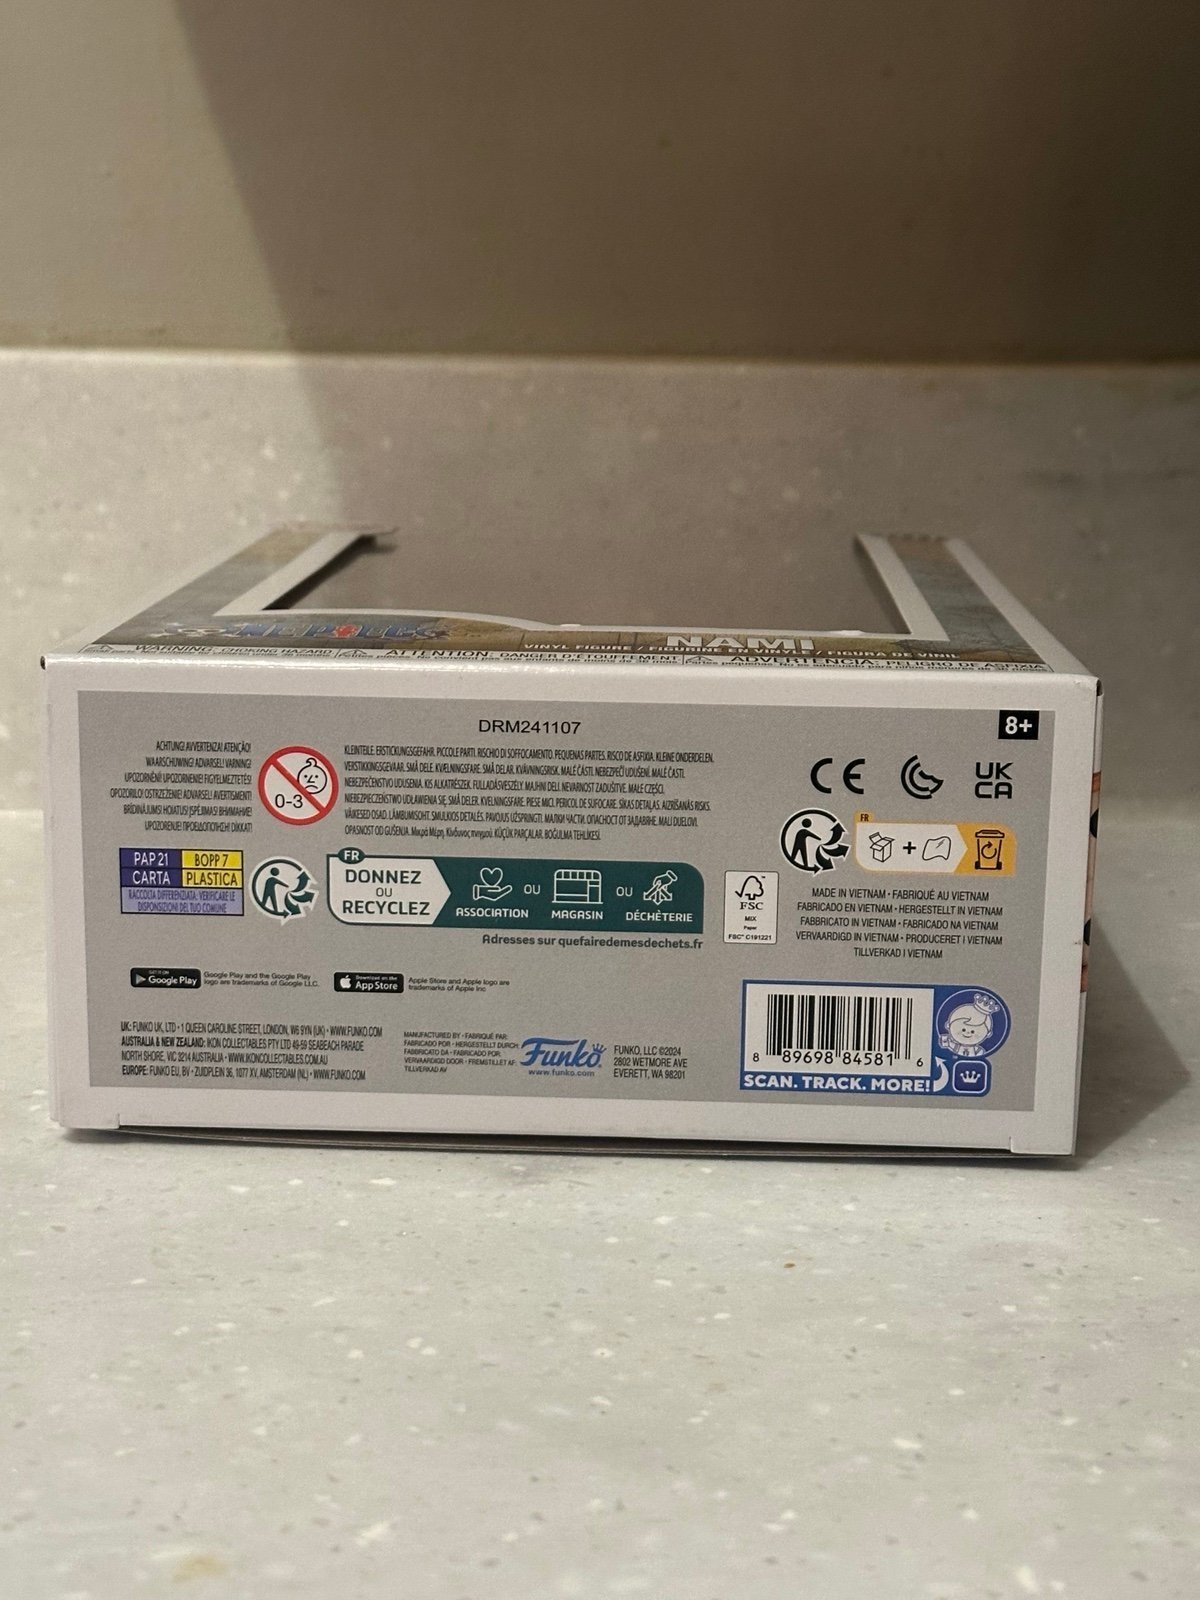 NAMI
VINYL FIGURE / FIGURINE EN VINYLE / FIGURA DE VINIL
WARNING: CHOKING HAZARD
ATTENTION: DANGER D'ÉTOUFFEMENT
ADVERTENCIA: PELIGRO DE ASFIXIA
DRM241107
8+
ACHTUNG! AVVERTENZA! ATENÇÃO!
WAARSCHUWING! ADVARSEL! VARNING!
UPOZORNĚNÍ! UPOZORNENIE! FIGYELMEZTETÉS!
OPOZORILO! OSTRZEŻENIE! ADVARSEL! AVERTISMENT!
BRĪDINĀJUMS! HOIATUS! ĮSPĖJIMAS! ВНИМАНИЕ!
UPOZORENJE! ΠΡΟΕΙΔΟΠΟΙΗΣΗ! DİKKAT!
0-3
KLEINTEILE. ERSTICKUNGSGEFAHR. PICCOLE PARTI. RISCHIO DI SOFFOCAMENTO. PEQUENAS PARTES. RISCO DE ASFIXIA. KLEINE ONDERDELEN.
VERSTIKKINGSGEVAAR. SMÅ DELE. KVÆLNINGSFARE. SMÅ DELAR. KVÄVNINGSRISK. MALÉ ČÁSTI. NEBEZPEČÍ UDUŠENÍ. MALÉ ČASTI.
NEBEZPEČENSTVO UDUSENIA. KIS ALKATRÉSZEK. FULLADÁSVESZÉLY. MAJHNI DELI. NEVARNOST ZADUŠITVE. MAŁE CZĘŚCI.
NIEBEZPIECZEŃSTWO UDŁAWIENIA SIĘ. SMÅ DELER. KVELNINGSFARE. PIESE MICI. PERICOL DE SUFOCARE. SĪKAS DETAĻAS. AIZRĪŠANĀS RISKS.
VÄIKESED OSAD. LÄMBUMISOHT. SMULKIOS DETALĖS. PAVOJUS UŽSPRINGTI. МАЛКИ ЧАСТИ. ОПАСНОСТ ОТ ЗАДАВЯНЕ. MALI DIJELOVI.
OPASNOST OD GUŠENJA. Μικρά Μέρη. Κίνδυνος πνιγμού. KÜÇÜK PARÇALAR. BOĞULMA TEHLİKESİ.
CE
UK
CA
PAP 21 BOPP 7
CARTA PLASTICA
RACCOLTA DIFFERENZIATA. VERIFICARE LE
DISPOSIZIONI DEL TUO COMUNE
FR
DONNEZ
OU
RECYCLEZ
ASSOCIATION OU MAGASIN OU DÉCHÈTERIE
Adresses sur quefairedemesdechets.fr
FSC
MIX
Paper
FSC® C191221
FR
+
MADE IN VIETNAM • FABRIQUÉ AU VIETNAM
FABRICADO EN VIETNAM • HERGESTELLT IN VIETNAM
FABBRICATO IN VIETNAM • FABRICADO NA VIETNAM
VERVAARDIGD IN VIETNAM • PRODUCERET I VIETNAM
TILLVERKAD I VIETNAM
GET IT ON
Google Play
Google Play and the Google Play
logo are trademarks of Google LLC.
Download on the
App Store
Apple Store and Apple logo are
trademarks of Apple Inc
UK: FUNKO UK, LTD • 1 QUEEN CAROLINE STREET, LONDON, W6 9YN (UK) • WWW.FUNKO.COM
AUSTRALIA & NEW ZEALAND: IKON COLLECTABLES PTY LTD 49-59 SEABEACH PARADE
NORTH SHORE, VIC 3214 AUSTRALIA • WWW.IKONCOLLECTABLES.COM.AU
EUROPE: FUNKO EU, BV • ZUIDPLEIN 36, 1077 XV, AMSTERDAM (NL) • WWW.FUNKO.COM
MANUFACTURED BY • FABRIQUÉ PAR:
FABRICADO POR • HERGESTELLT DURCH
FABBRICATO DA • FABRICADO POR
VERVAARDIGD DOOR • FREMSTILLET AF:
TILLVERKAD AV
Funko
www.funko.com
FUNKO, LLC ©2024
2802 WETMORE AVE
EVERETT, WA 98201
8 89698 84581 6
SCAN. TRACK. MORE!